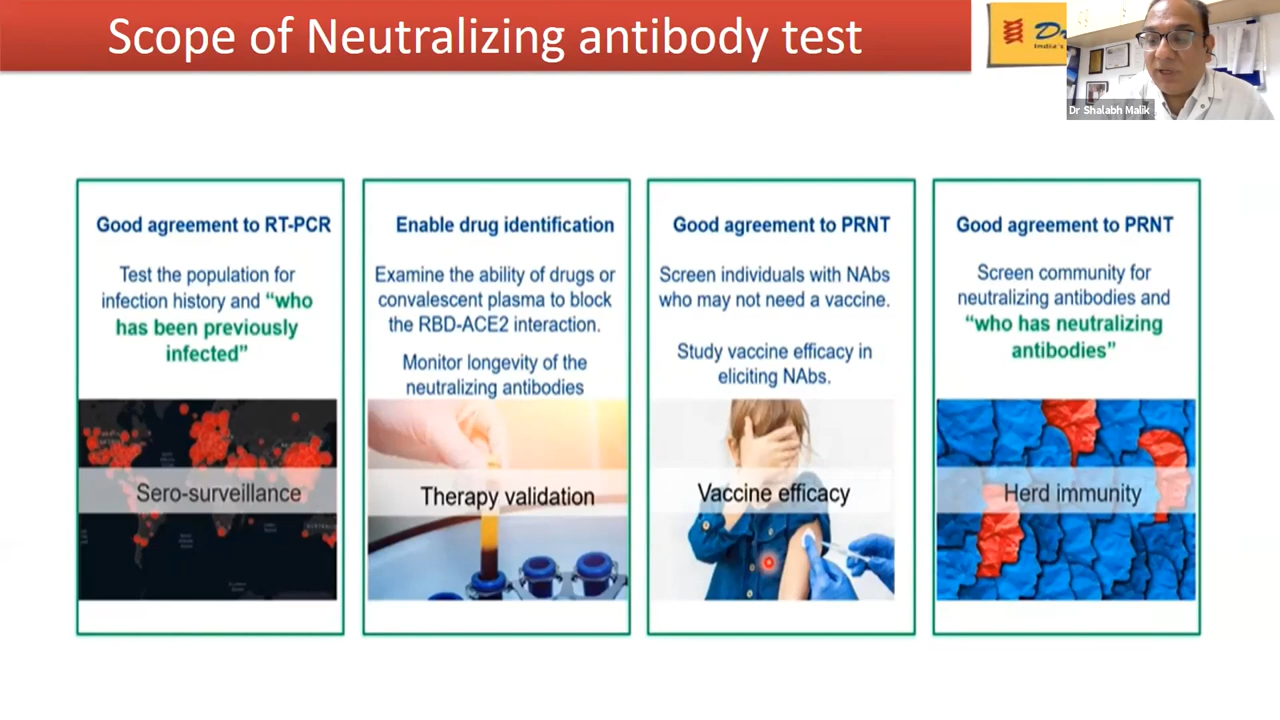 Scope of Neutralizing antibody test
India's
Dr Shalabh Malik
Good agreement to RT-PCR
Test the population for
infection history and “who
has been previously
infected”
Sero-surveillance
Enable drug identification
Examine the ability of drugs or
convalescent plasma to block
the RBD-ACE2 interaction.
Monitor longevity of the
neutralizing antibodies
Therapy validation
Good agreement to PRNT
Screen individuals with NAbs
who may not need a vaccine.
Study vaccine efficacy in
eliciting NAbs.
Vaccine efficacy
Good agreement to PRNT
Screen community for
neutralizing antibodies and
“who has neutralizing
antibodies”
Herd immunity